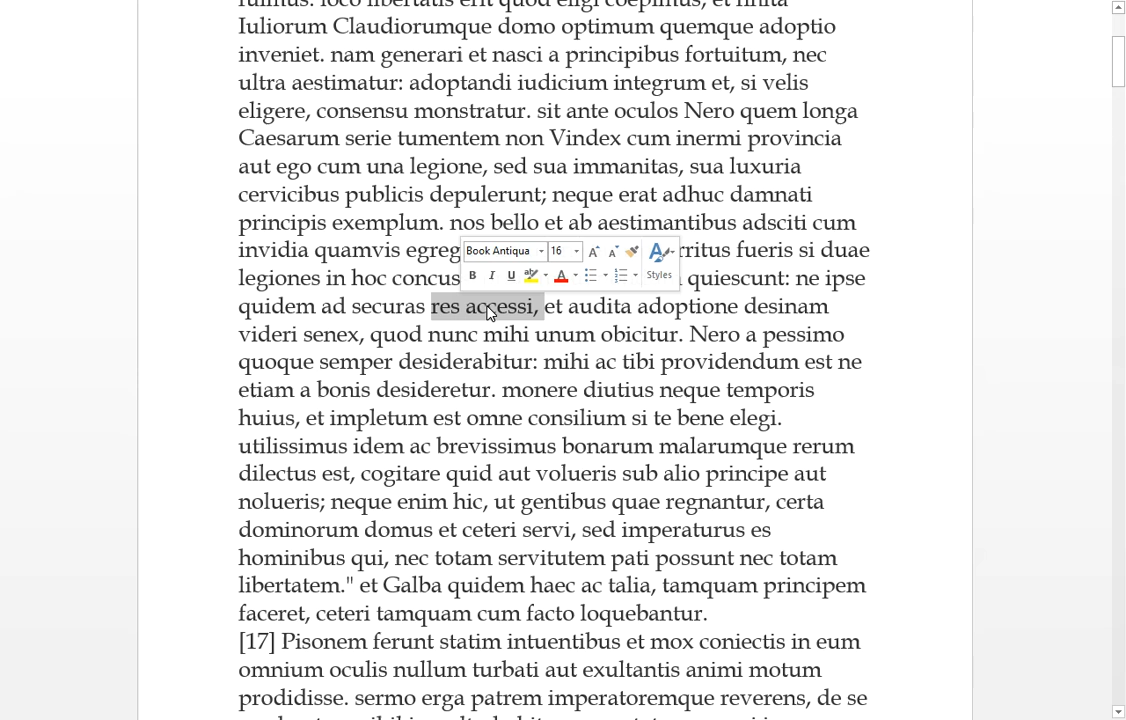 fuimus: loco libertatis erit quod eligi coepimus; et finita
Iuliorum Claudiorumque domo optimum quemque adoptio
inveniet. nam generari et nasci a principibus fortuitum, nec
ultra aestimatur: adoptandi iudicium integrum et, si velis
eligere, consensu monstratur. sit ante oculos Nero quem longa
Caesarum serie tumentem non Vindex cum inermi provincia
aut ego cum una legione, sed sua immanitas, sua luxuria
cervicibus publicis depulerunt; neque erat adhuc damnati
principis exemplum. nos bello et ab aestimantibus adsciti cum
invidia quamvis egreg rritus fueris si duae
Book Antiqua 16
legiones in hoc concus quiescunt: ne ipse
B I U ab A Styles
quidem ad securas res accessi, et audita adoptione desinam
videri senex, quod nunc mihi unum obicitur. Nero a pessimo
quoque semper desiderabitur: mihi ac tibi providendum est ne
etiam a bonis desideretur. monere diutius neque temporis
huius, et impletum est omne consilium si te bene elegi.
utilissimus idem ac brevissimus bonarum malarumque rerum
dilectus est, cogitare quid aut volueris sub alio principe aut
nolueris; neque enim hic, ut gentibus quae regnantur, certa
dominorum domus et ceteri servi, sed imperaturus es
hominibus qui, nec totam servitutem pati possunt nec totam
libertatem." et Galba quidem haec ac talia, tamquam principem
faceret, ceteri tamquam cum facto loquebantur.
[17] Pisonem ferunt statim intuentibus et mox coniectis in eum
omnium oculis nullum turbati aut exultantis animi motum
prodidisse. sermo erga patrem imperatoremque reverens, de se